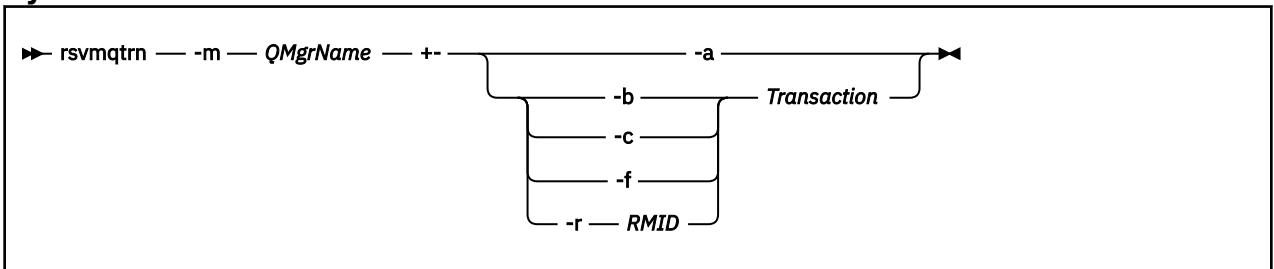 rsvmqtrn -m QMgrName +- -a
-b Transaction
-c
-f
-r RMID